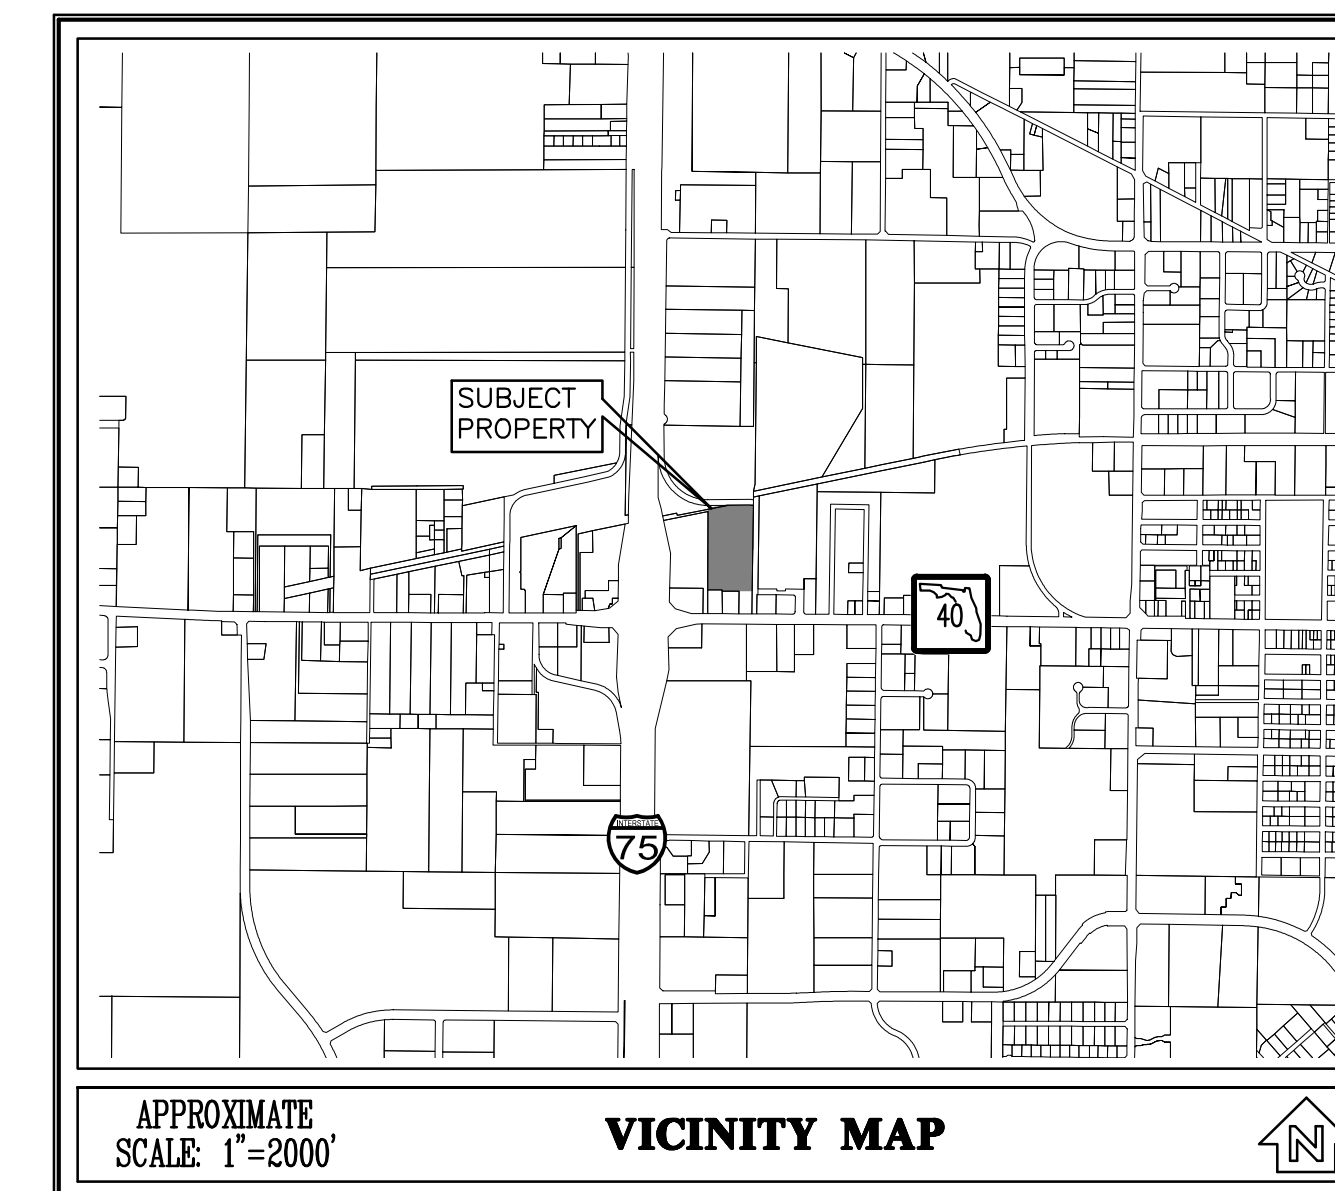 SUBJECT
PROPERTY
40
INTERSTATE
75
APPROXIMATE
SCALE: 1"=2000'
VICINITY MAP
N